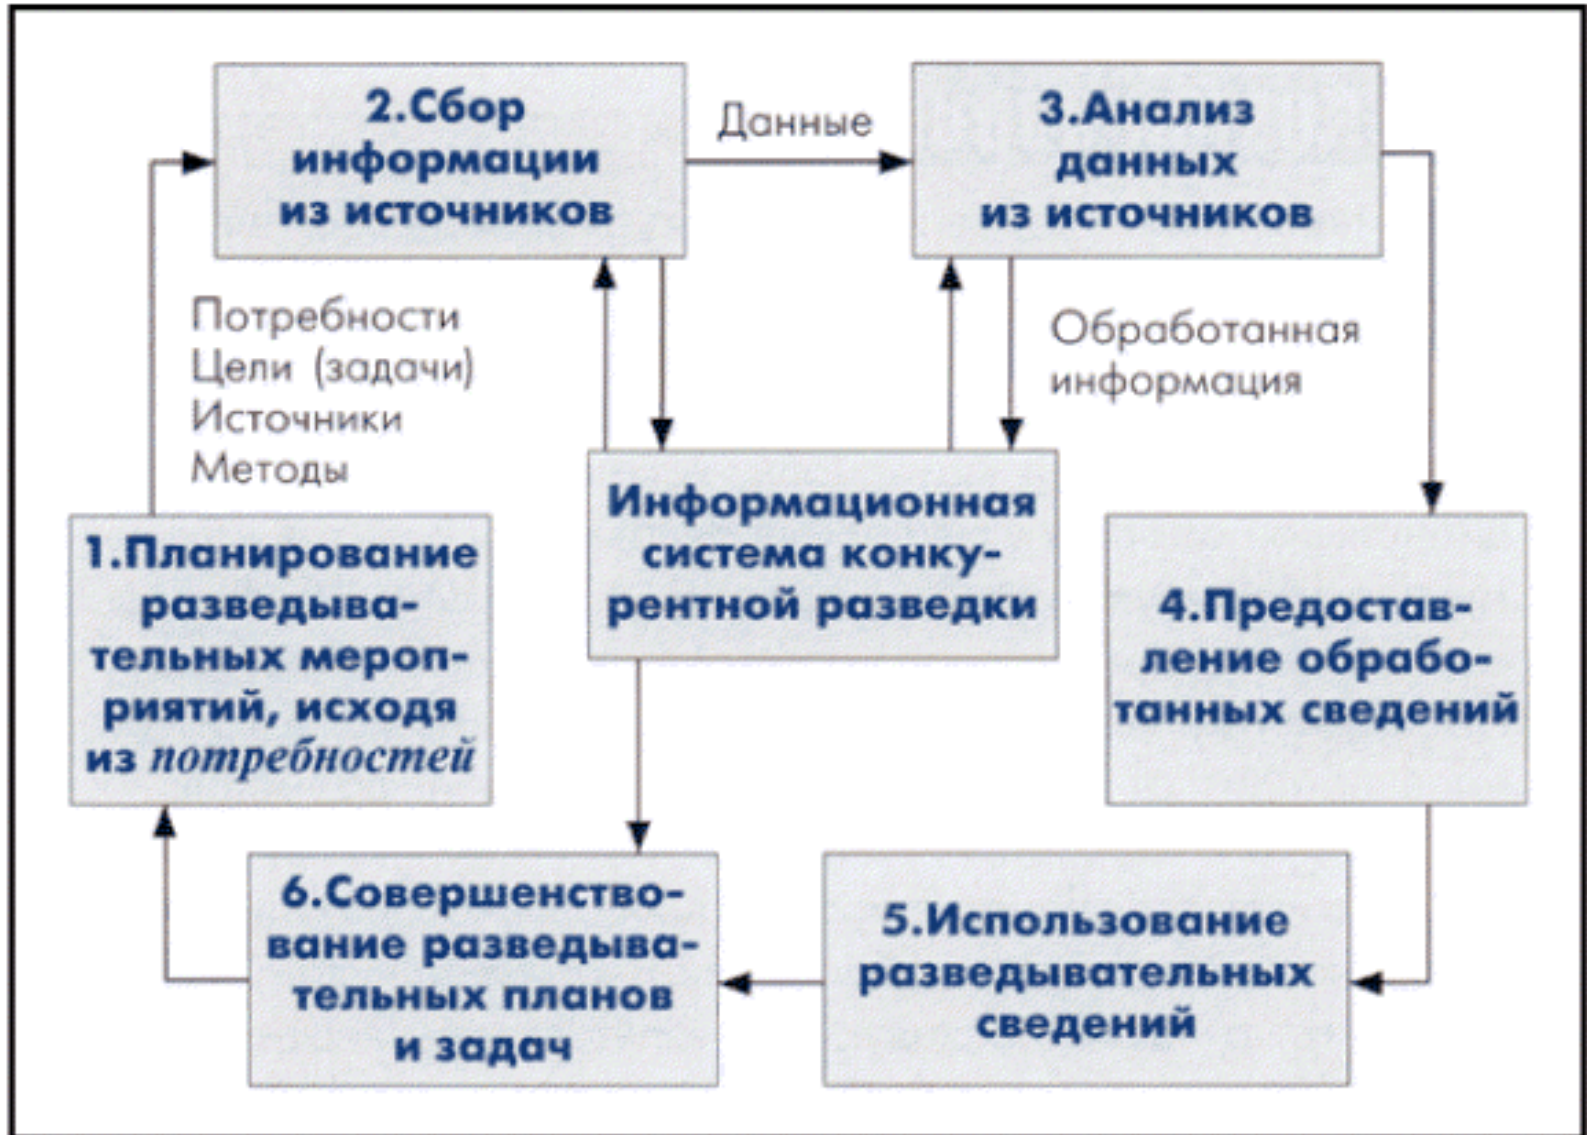 2.Сбор
информации
из источников
Данные
3.Анализ
данных
из источников
Потребности
Цели (задачи)
Источники
Методы
Обработанная
информация
1.Планирование
разведыва-
тельных мероп-
риятий, исходя
из потребностей
Информационная
система конку-
рентной разведки
4.Предостав-
ление обрабо-
танных сведений
6.Совершенство-
вание разведыва-
тельных планов
и задач
5.Использование
разведывательных
сведений